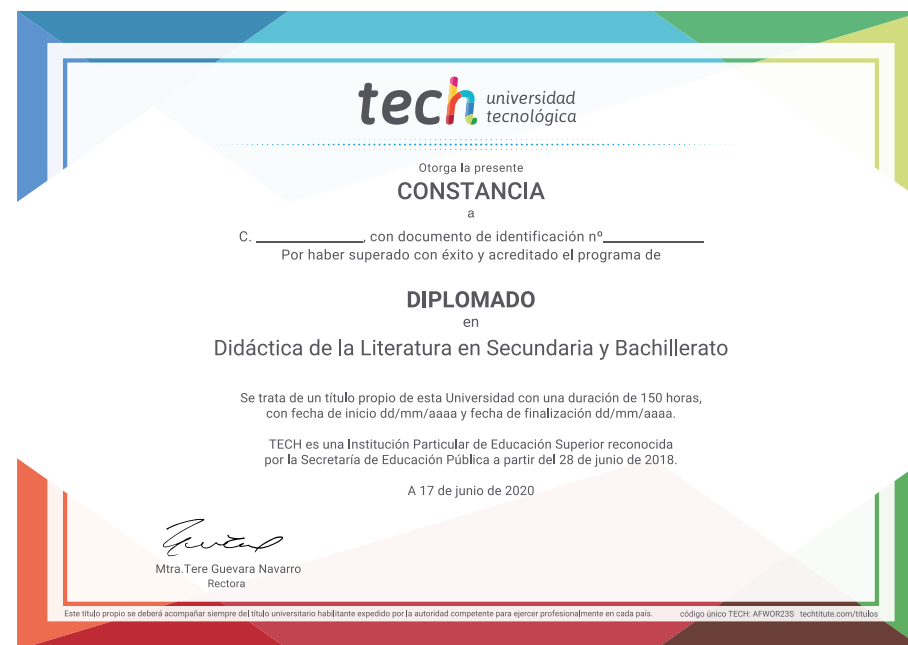 tech universidad
tecnológica
Otorga la presente
CONSTANCIA
a
C. ______________, con documento de identificación nº_____________
Por haber superado con éxito y acreditado el programa de
DIPLOMADO
en
Didáctica de la Literatura en Secundaria y Bachillerato
Se trata de un título propio de esta Universidad con una duración de 150 horas,
con fecha de inicio dd/mm/aaaa y fecha de finalización dd/mm/aaaa.
TECH es una Institución Particular de Educación Superior reconocida
por la Secretaría de Educación Pública a partir del 28 de junio de 2018.
A 17 de junio de 2020
Mtra.Tere Guevara Navarro
Rectora
Este título propio se deberá acompañar siempre del título universitario habilitante expedido por la autoridad competente para ejercer profesionalmente en cada país. código único TECH: AFWOR23S techtitute.com/titulos